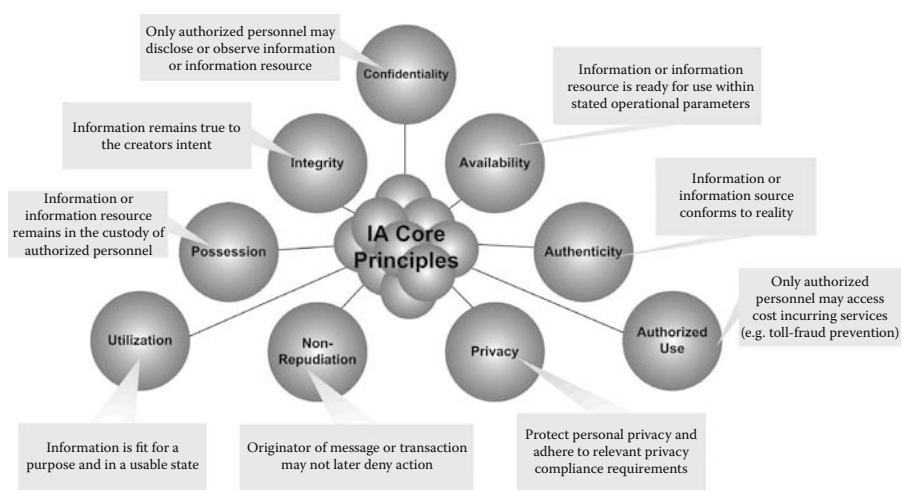 Only authorized personnel may
disclose or observe information
or information resource
Confidentiality
Information or information
resource is ready for use within
stated operational parameters
Information remains true to
the creators intent
Integrity
Availability
Information or
information resource
remains in the custody of
authorized personnel
Possession
IA Core
Principles
Authenticity
Information or
information source
conforms to reality
Utilization
Non-
Repudiation
Privacy
Authorized
Use
Only authorized
personnel may access
cost incurring services
(e.g. toll-fraud prevention)
Information is fit for a
purpose and in a usable state
Originator of message or transaction
may not later deny action
Protect personal privacy and
adhere to relevant privacy
compliance requirements